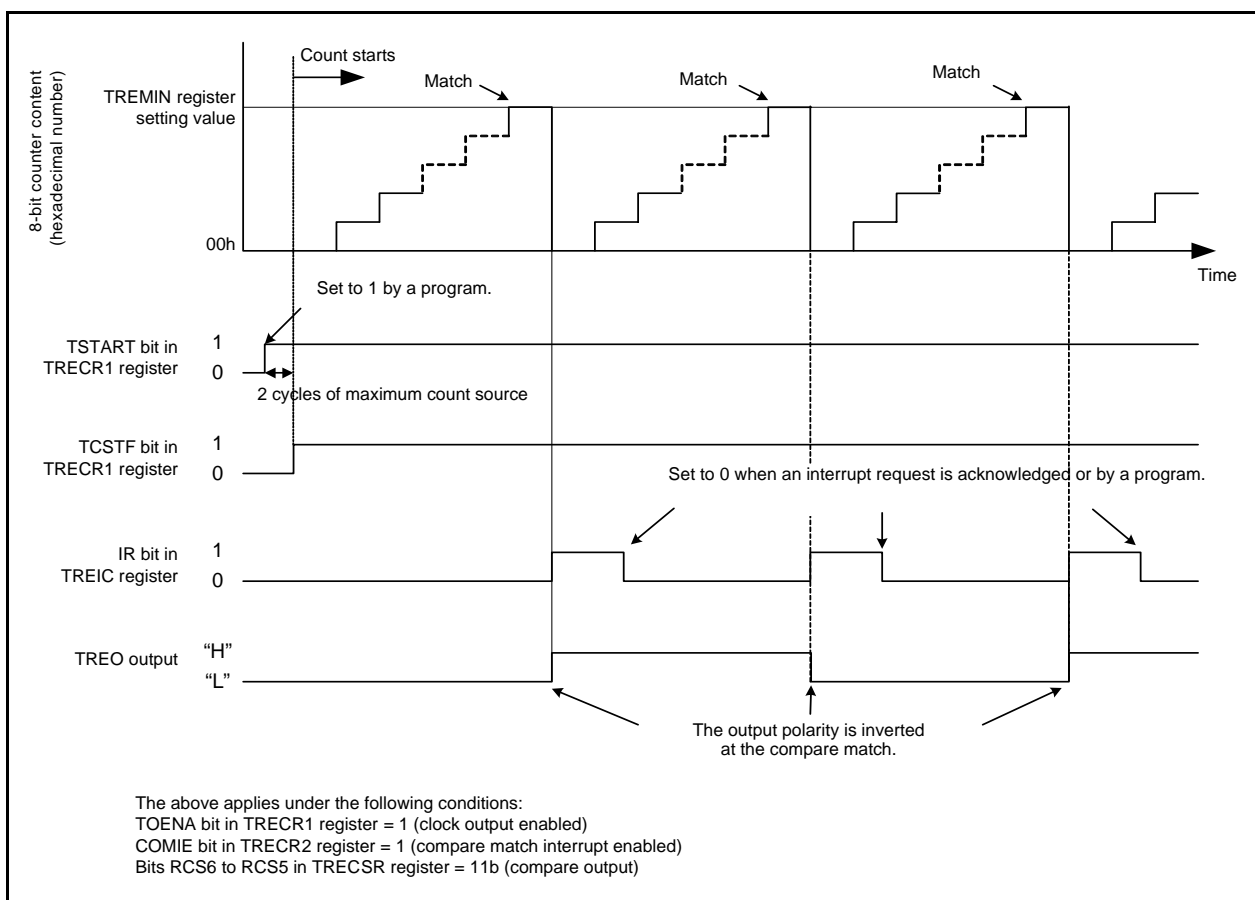 Count starts
8-bit counter content
(hexadecimal number)
TREMIN register
setting value
Match
Match
Match
00h
Time
Set to 1 by a program.
TSTART bit in
TRECR1 register
1
0
2 cycles of maximum count source
TCSTF bit in
TRECR1 register
1
0
Set to 0 when an interrupt request is acknowledged or by a program.
IR bit in
TREIC register
1
0
TREO output
“H”
“L”
The output polarity is inverted
at the compare match.
The above applies under the following conditions:
TOENA bit in TRECR1 register = 1 (clock output enabled)
COMIE bit in TRECR2 register = 1 (compare match interrupt enabled)
Bits RCS6 to RCS5 in TRECSR register = 11b (compare output)